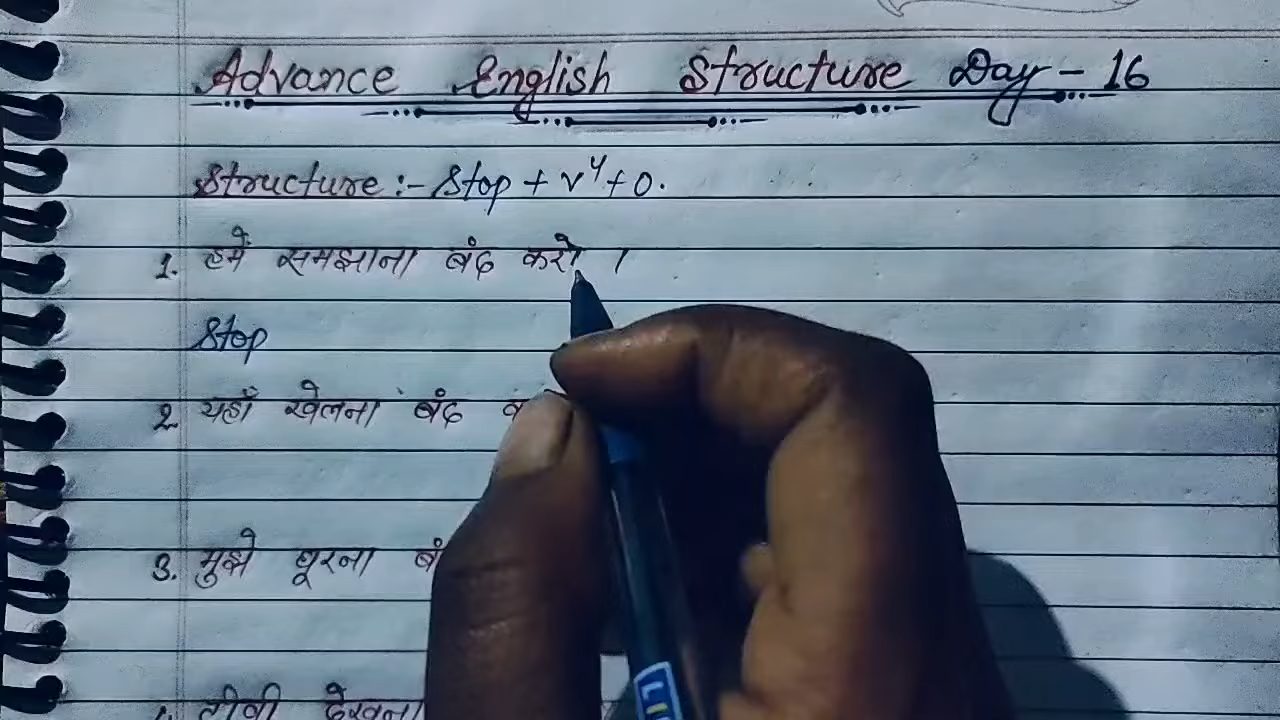 Advance English Structure Day - 16
Structure :- Stop + v⁴ + o.
1. हमे समझाना बंद करो ।
Stop
2. यहाँ खेलना बंद
3. मुझे घूरना
4. टीवी देखना